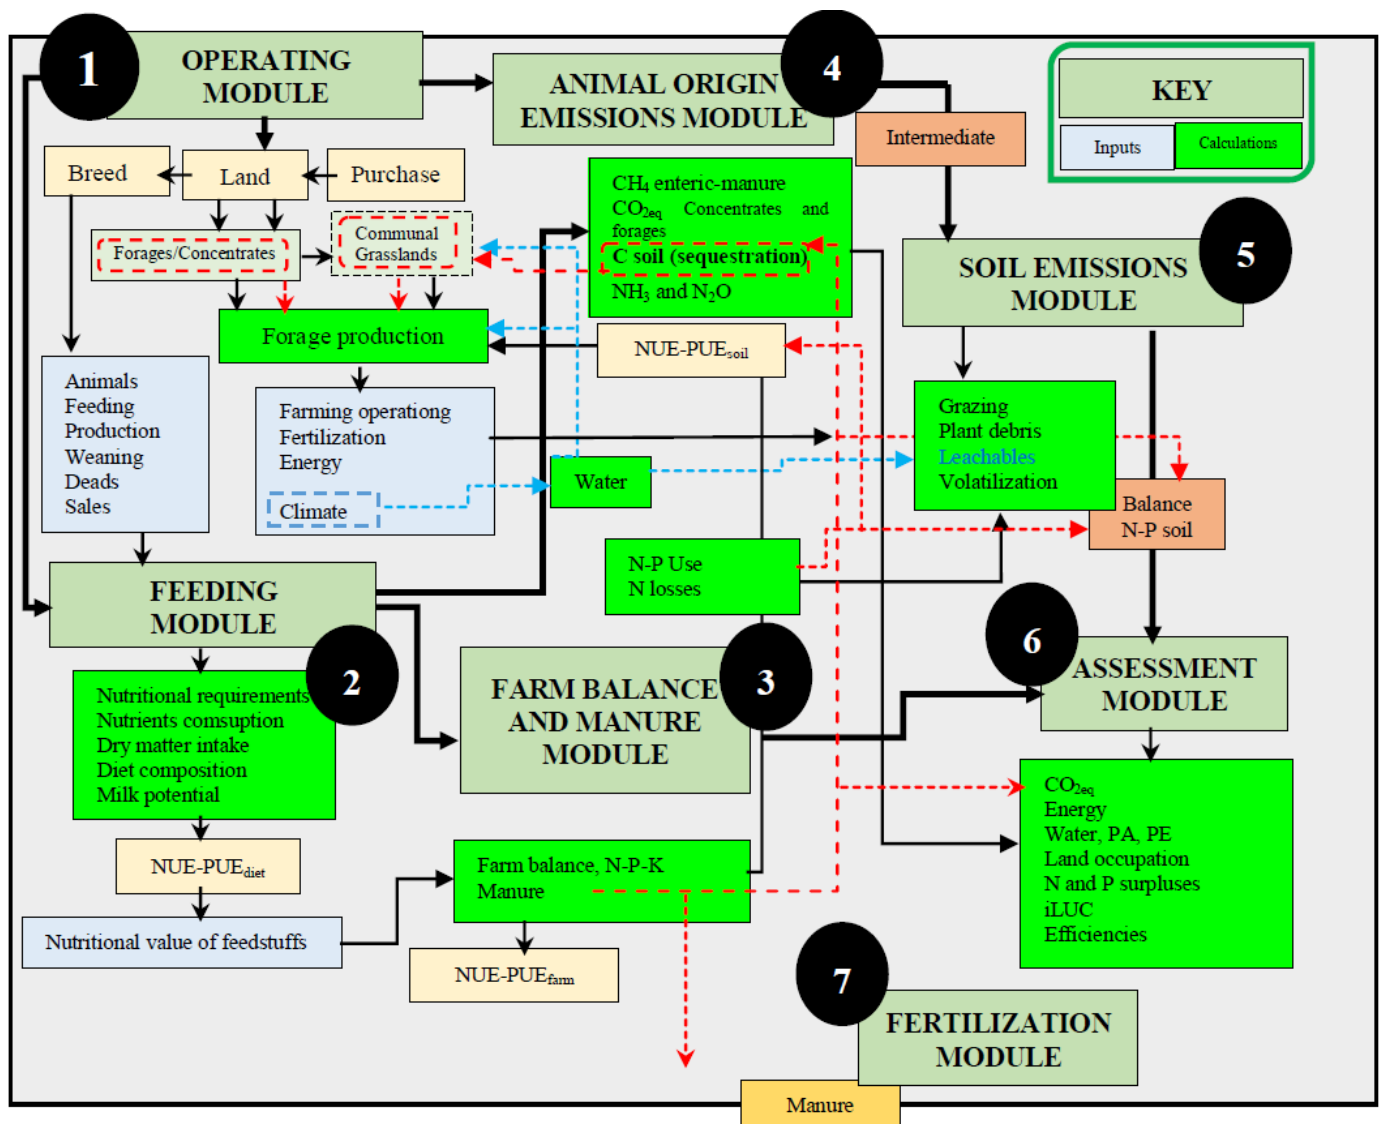 1
OPERATING
MODULE
ANIMAL ORIGIN
EMISSIONS MODULE
4
KEY
Inputs
Calculations
Intermediate
Breed
Land
Purchase
Forages/Concentrates
Communal
Grasslands
CH4 enteric-manure
CO2eq Concentrates and
forages
C soil (sequestration)
NH3 and N2O
5
SOIL EMISSIONS
MODULE
Forage production
NUE-PUEsoil
Animals
Feeding
Production
Weaning
Deads
Sales
Farming operationg
Fertilization
Energy
Climate
Water
Grazing
Plant debris
Leachables
Volatilization
Balance
N-P soil
N-P Use
N losses
FEEDING
MODULE
2
FARM BALANCE
AND MANURE
MODULE
3
6
ASSESSMENT
MODULE
Nutritional requirements
Nutrients comsuption
Dry matter intake
Diet composition
Milk potential
NUE-PUEdiet
Nutritional value of feedstuffs
Farm balance, N-P-K
Manure
NUE-PUEfarm
CO2eq
Energy
Water, PA, PE
Land occupation
N and P surpluses
iLUC
Efficiencies
7
FERTILIZATION
MODULE
Manure